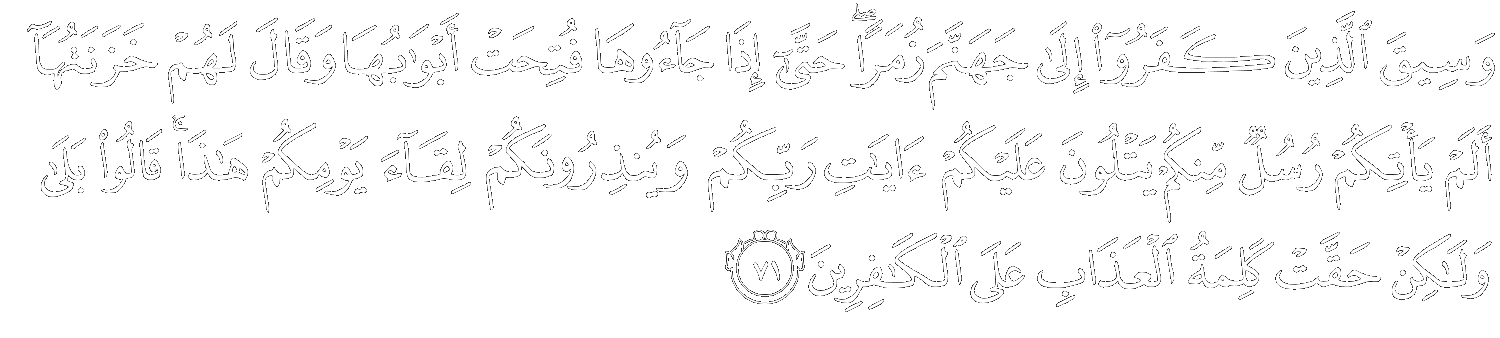 وَسِيقَ ٱلَّذِينَ كَفَرُوٓا۟ إِلَىٰ جَهَنَّمَ زُمَرًا ۖ حَتَّىٰٓ إِذَا جَآءُوهَا فُتِحَتْ أَبْوَٰبُهَا وَقَالَ لَهُمْ خَزَنَتُهَآ
أَلَمْ يَأْتِكُمْ رُسُلٌ مِّنكُمْ يَتْلُونَ عَلَيْكُمْ ءَايَٰتِ رَبِّكُمْ وَيُنذِرُونَكُمْ لِقَآءَ يَوْمِكُمْ هَٰذَا ۚ قَالُوا۟ بَلَىٰ
وَلَٰكِنْ حَقَّتْ كَلِمَةُ ٱلْعَذَابِ عَلَى ٱلْكَٰفِرِينَ ٧١